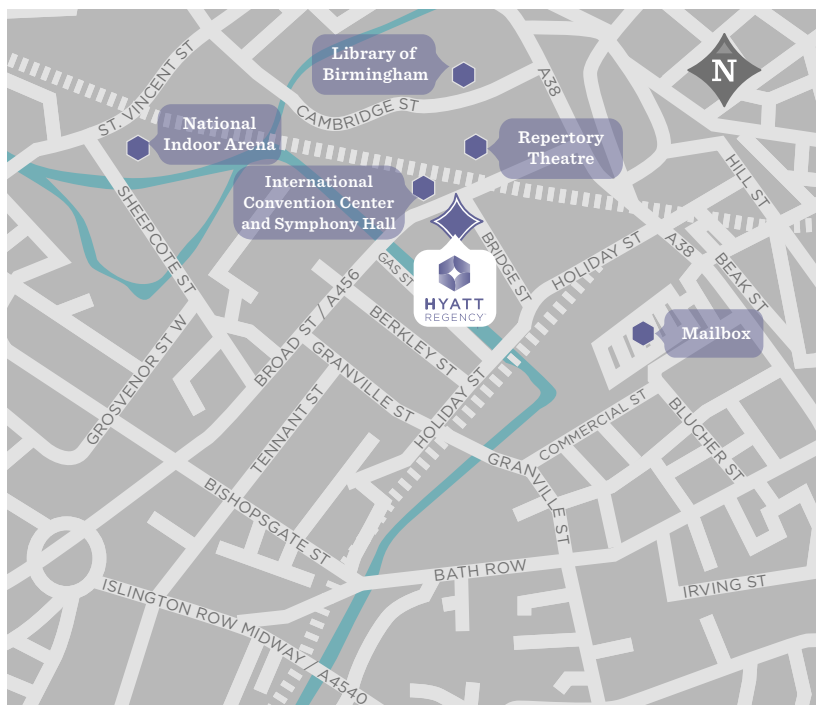 Library of
Birmingham
N
A38
ST. VINCENT ST
CAMBRIDGE ST
National
Indoor Arena
Repertory
Theatre
HILL ST
International
Convention Center
and Symphony Hall
SHEEPCOTE ST
GAS ST
BRIDGE ST
HOLIDAY ST
A38
BEAK ST
HYATT
REGENCY
BROAD ST / A456
BERKLEY ST
Mailbox
GROSVENOR ST W
GRANVILLE ST
HOLIDAY ST
TENNANT ST
COMMERCIAL ST
BLUCHER ST
GRANVILLE ST
BISHOPSGATE ST
BATH ROW
IRVING ST
ISLINGTON ROW MIDWAY / A4540